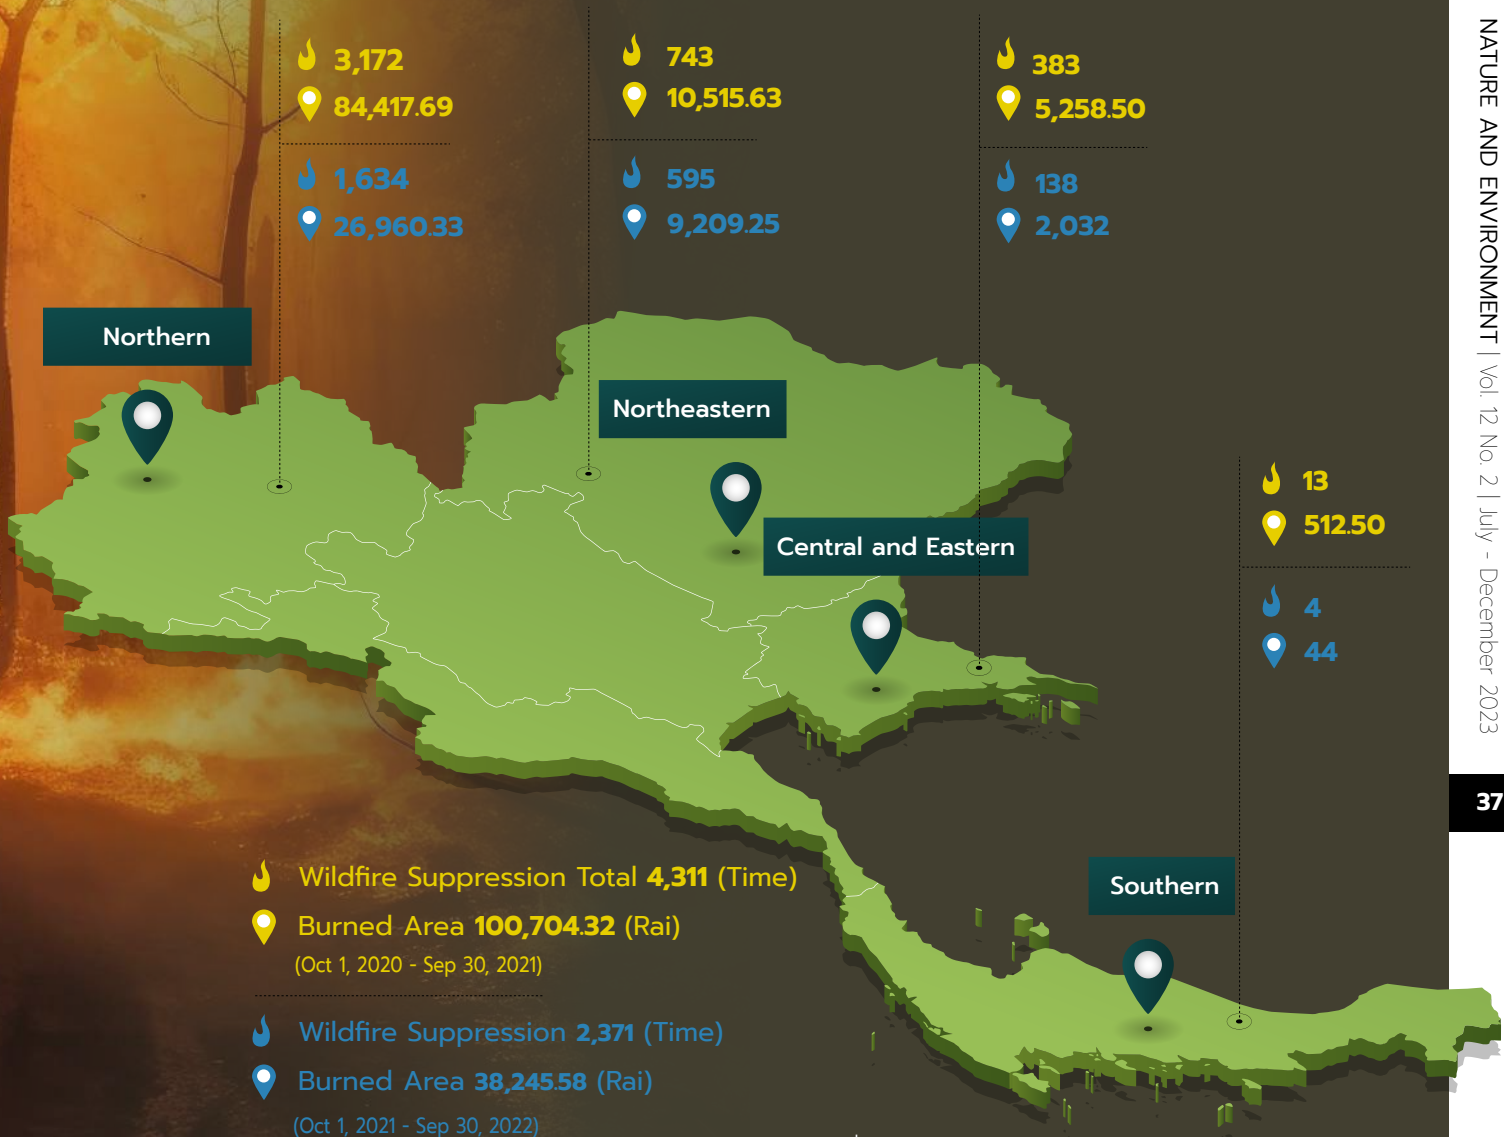 3,172
84,417.69
1,634
26,960.33
743
10,515.63
595
9,209.25
383
5,258.50
138
2,032
Northern
Northeastern
Central and Eastern
13
512.50
4
44
Southern
Wildfire Suppression Total 4,311 (Time)
Burned Area 100,704.32 (Rai)
(Oct 1, 2020 - Sep 30, 2021)
Wildfire Suppression 2,371 (Time)
Burned Area 38,245.58 (Rai)
(Oct 1, 2021 - Sep 30, 2022)
NATURE AND ENVIRONMENT | Vol. 12 No. 2 | July - December 2023
37